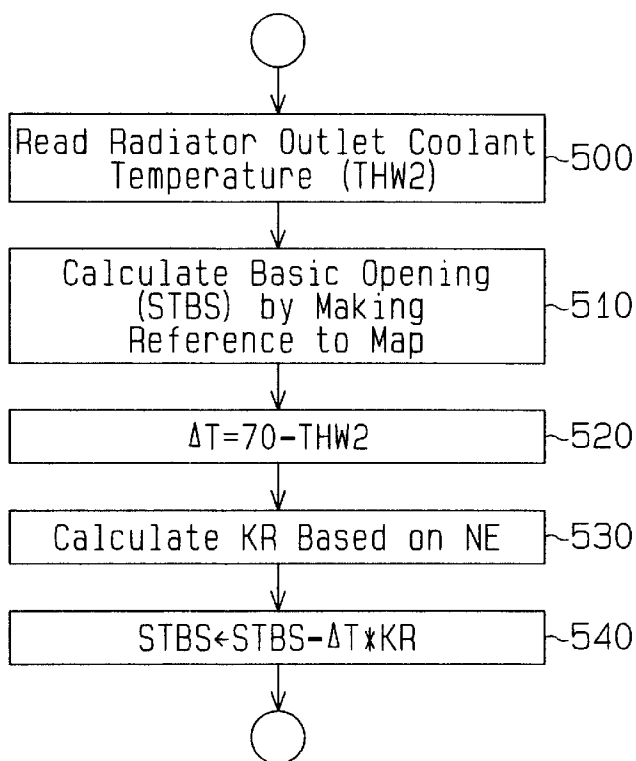 Read Radiator Outlet Coolant
Temperature (THW2)
500
Calculate Basic Opening
(STBS) by Making
Reference to Map
510
ΔT=70-THW2
520
Calculate KR Based on NE
530
STBS←STBS-ΔT*KR
540